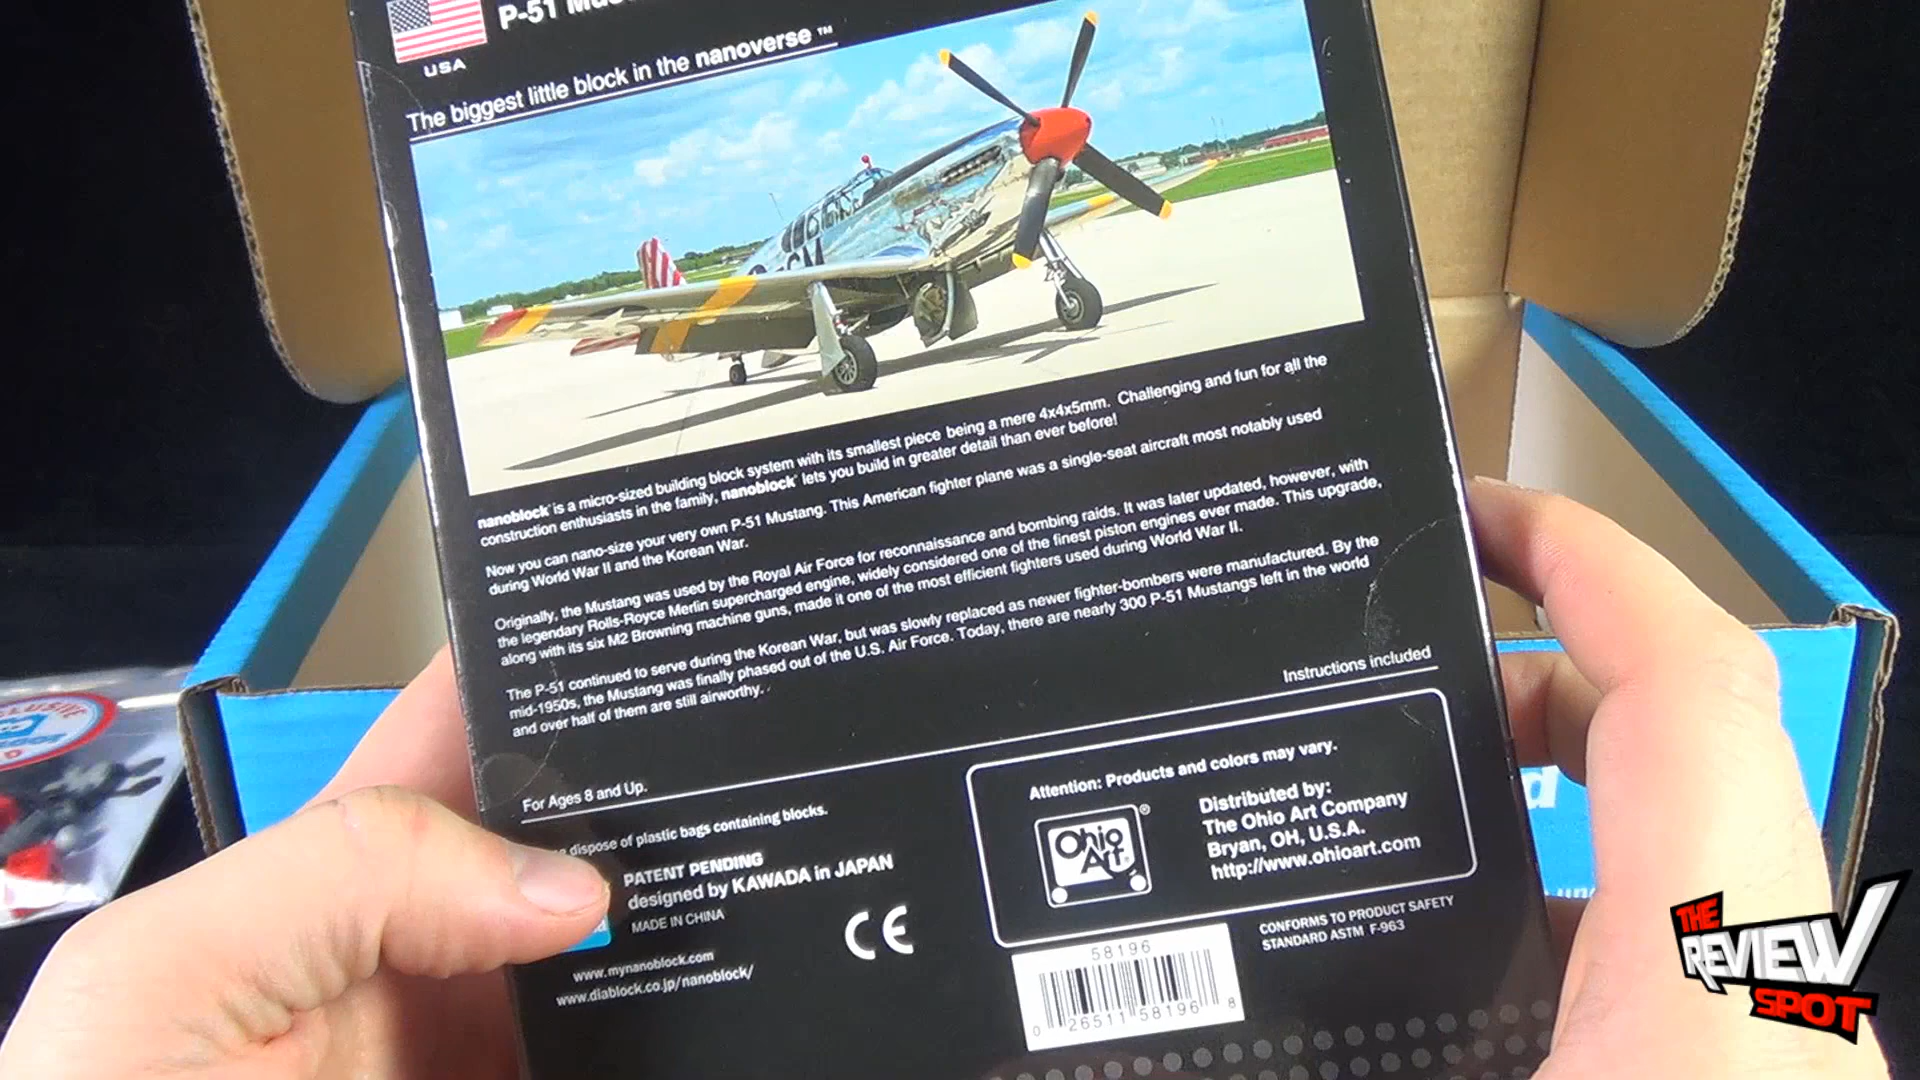 P-51
USA
The biggest little block in the nanoverse™
nanoblock® is a micro-sized building block system with its smallest piece being a mere 4x4x5mm. Challenging and fun for all the
construction enthusiasts in the family, nanoblock® lets you build in greater detail than ever before!
Now you can nano-size your very own P-51 Mustang. This American fighter plane was a single-seat aircraft most notably used
during World War II and the Korean War.
Originally, the Mustang was used by the Royal Air Force for reconnaissance and bombing raids. It was later updated, however, with
the legendary Rolls-Royce Merlin supercharged engine, widely considered one of the finest piston engines ever made. This upgrade,
along with its six M2 Browning machine guns, made it one of the most efficient fighters used during World War II.
The P-51 continued to serve during the Korean War, but was slowly replaced as newer fighter-bombers were manufactured. By the
mid-1950s, the Mustang was finally phased out of the U.S. Air Force. Today, there are nearly 300 P-51 Mustangs left in the world
and over half of them are still airworthy.
Instructions included
For Ages 8 and Up.
dispose of plastic bags containing blocks.
PATENT PENDING
designed by KAWADA in JAPAN
MADE IN CHINA
www.mynanoblock.com
www.diablock.co.jp/nanoblock/
CE
Attention: Products and colors may vary.
Ohio
Art®
Distributed by:
The Ohio Art Company
Bryan, OH, U.S.A.
http://www.ohioart.com
CONFORMS TO PRODUCT SAFETY
STANDARD ASTM F-963
58196
0 26511 58196 8
THE
REVIEW
SPOT